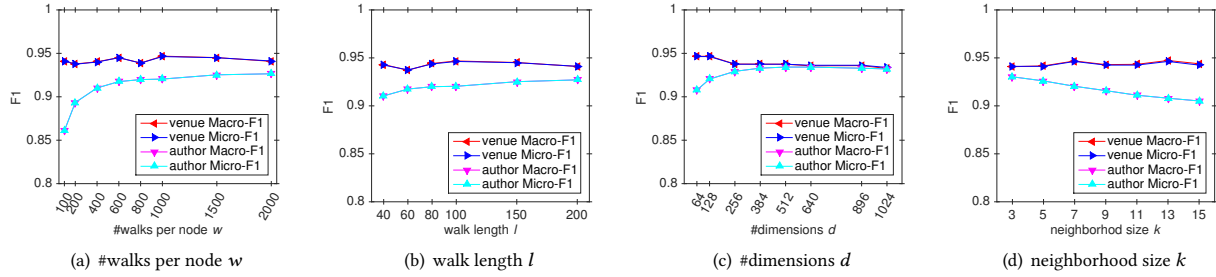 F1
1
0.95
0.9
0.85
0.8
venue Macro-F1
venue Micro-F1
author Macro-F1
author Micro-F1
100
200
400
600
800
1000
1500
2000
#walks per node w
(a) #walks per node w
F1
1
0.95
0.9
0.85
0.8
venue Macro-F1
venue Micro-F1
author Macro-F1
author Micro-F1
40 60 80 100 150 200
walk length l
(b) walk length l
F1
1
0.95
0.9
0.85
0.8
venue Macro-F1
venue Micro-F1
author Macro-F1
author Micro-F1
64
128
256
384
512
640
896
1024
#dimensions d
(c) #dimensions d
F1
1
0.95
0.9
0.85
0.8
venue Macro-F1
venue Micro-F1
author Macro-F1
author Micro-F1
3 5 7 9 11 13 15
neighborhod size k
(d) neighborhood size k